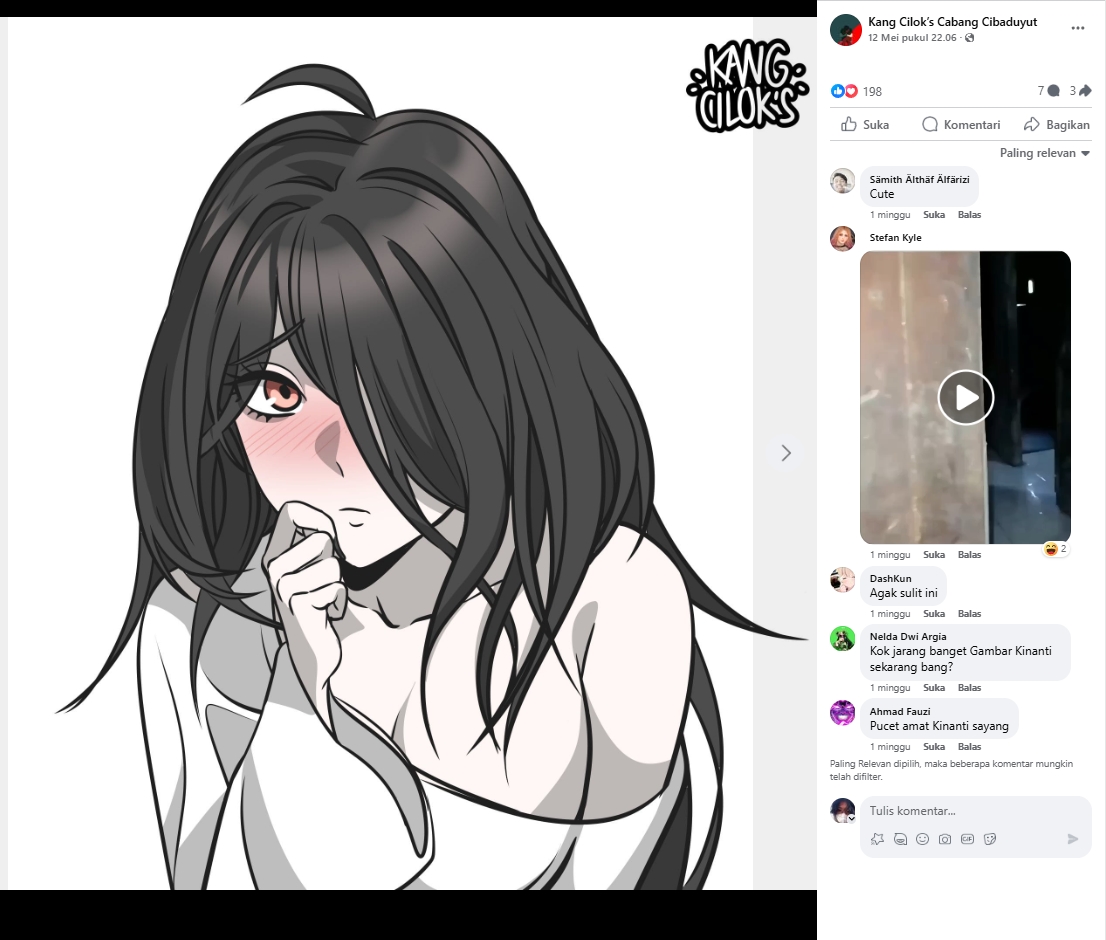 KANG
CILOK'S
Kang Cilok's Cabang Cibaduyut
12 Mei pukul 22.06 ·
198
7
3
Suka
Komentari
Bagikan
Paling relevan
Sämith Älthäf Älfärizi
Cute
1 minggu Suka Balas
Stefan Kyle
1 minggu Suka Balas
2
DashKun
Agak sulit ini
1 minggu Suka Balas
Nelda Dwi Argia
Kok jarang banget Gambar Kinanti
sekarang bang?
1 minggu Suka Balas
Ahmad Fauzi
Pucet amat Kinanti sayang
1 minggu Suka Balas
Paling Relevan dipilih, maka beberapa komentar mungkin
telah difilter.
Tulis komentar...
GIF